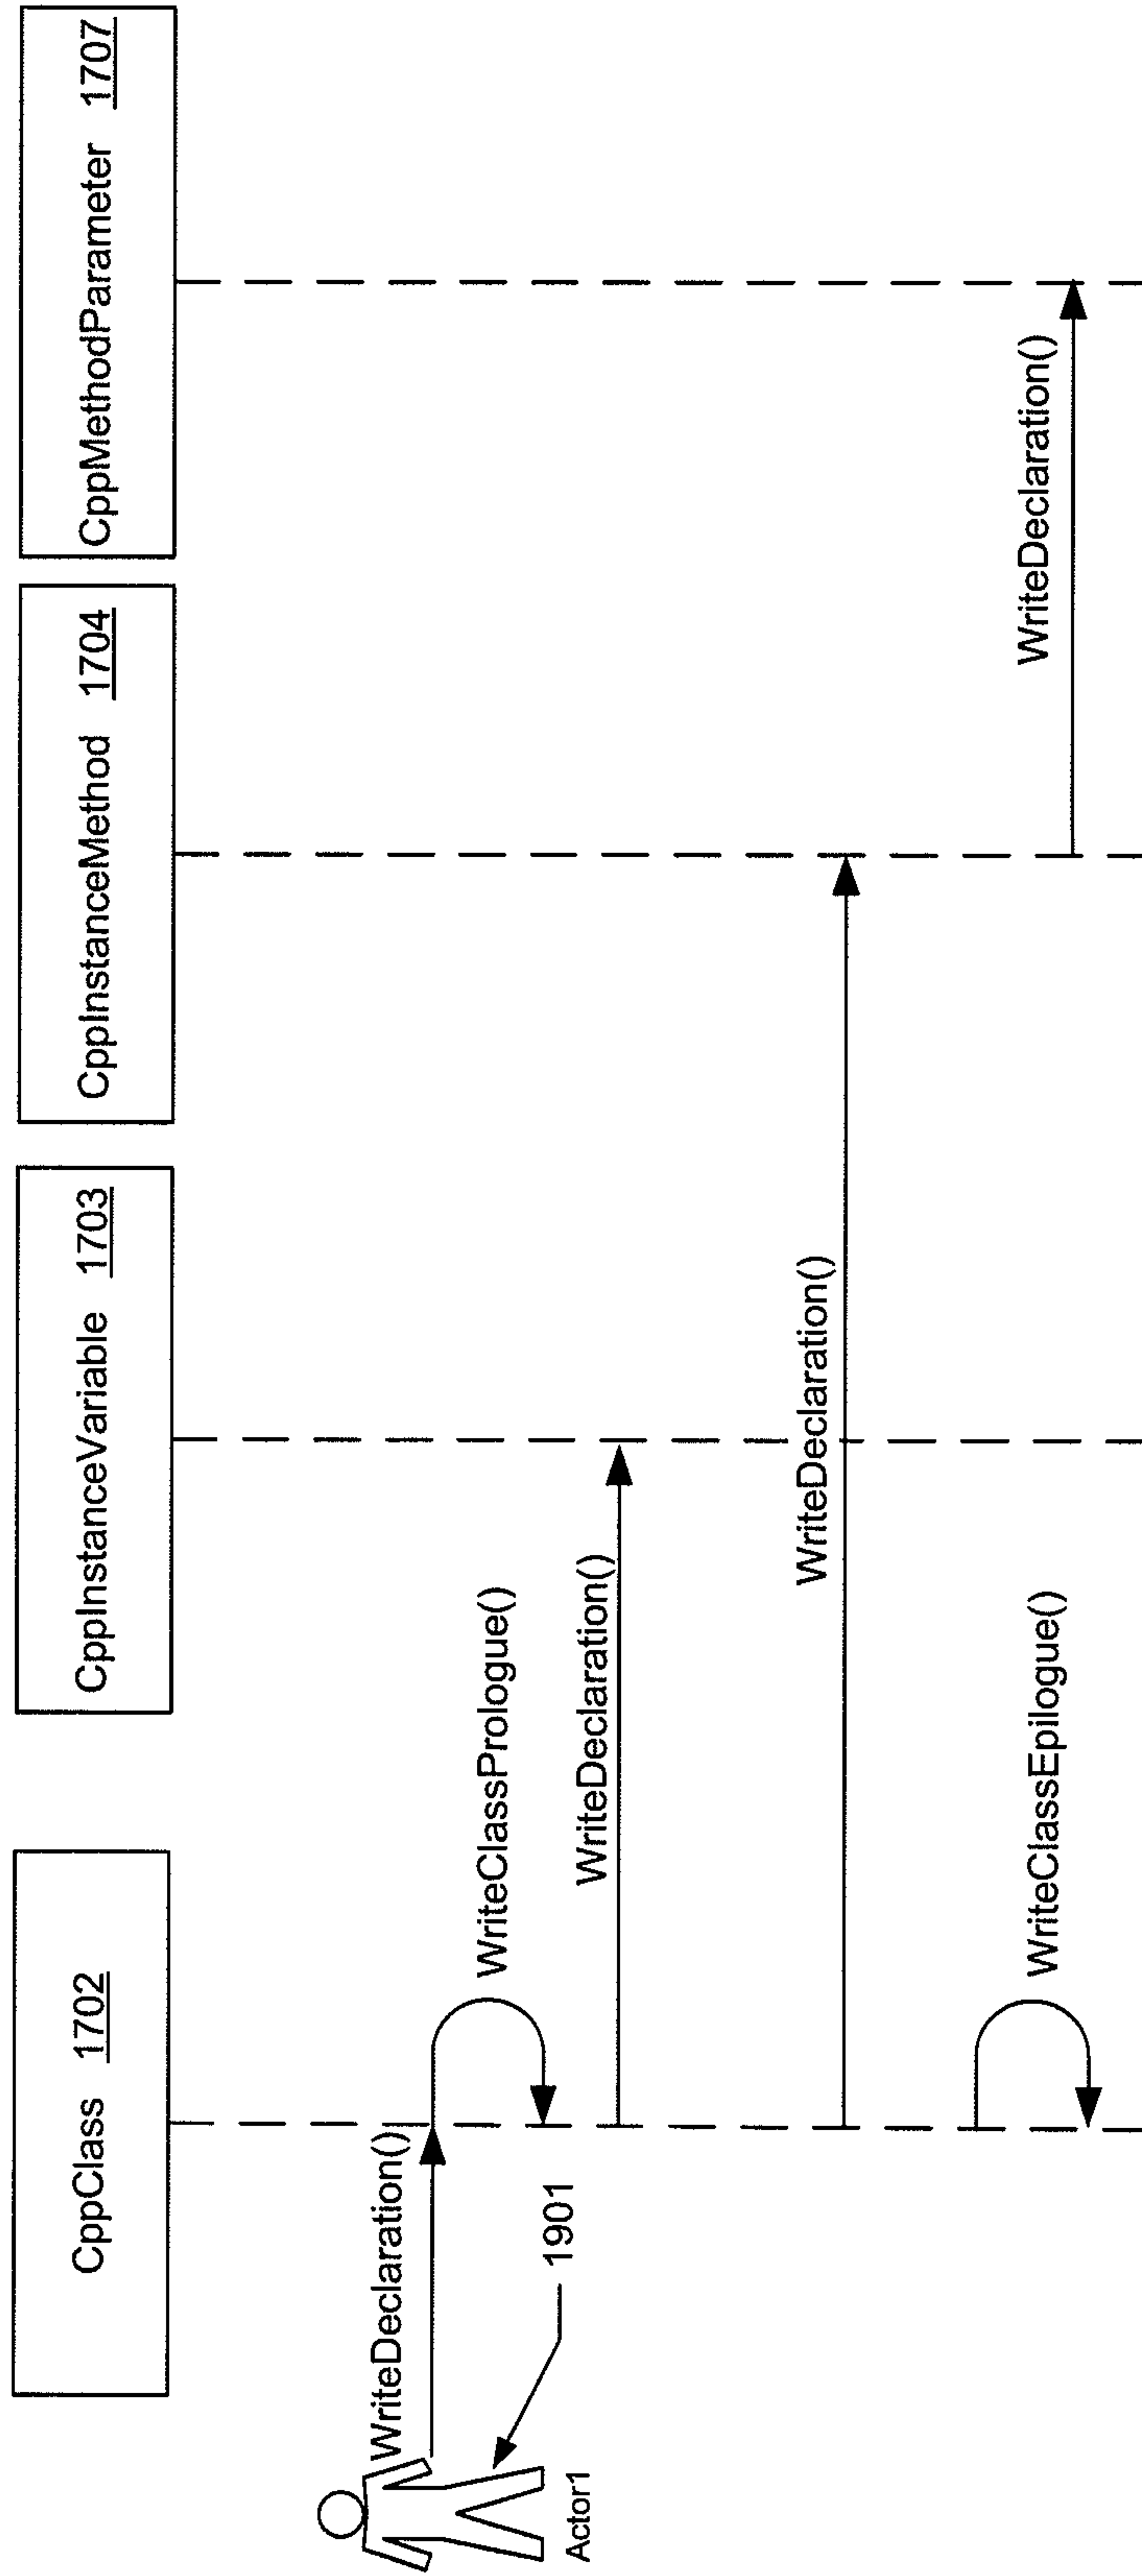 CppClass 1702
CppInstanceVariable 1703
CppInstanceMethod 1704
CppMethodParameter 1707
WriteDeclaration()
WriteClassPrologue()
1901
Actor1
WriteDeclaration()
WriteDeclaration()
WriteClassEpilogue()
WriteDeclaration()